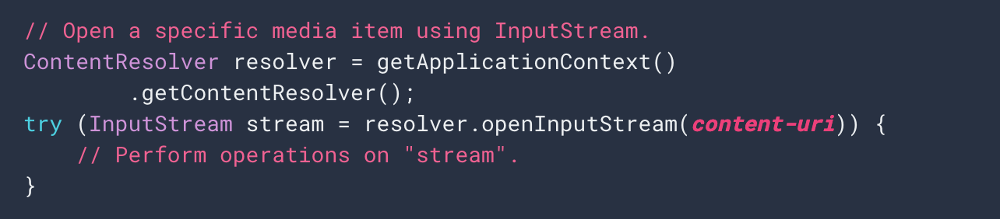 // Open a specific media item using InputStream.
ContentResolver resolver = getApplicationContext()
        .getContentResolver();
try (InputStream stream = resolver.openInputStream(content-uri)) {
    // Perform operations on "stream".
}